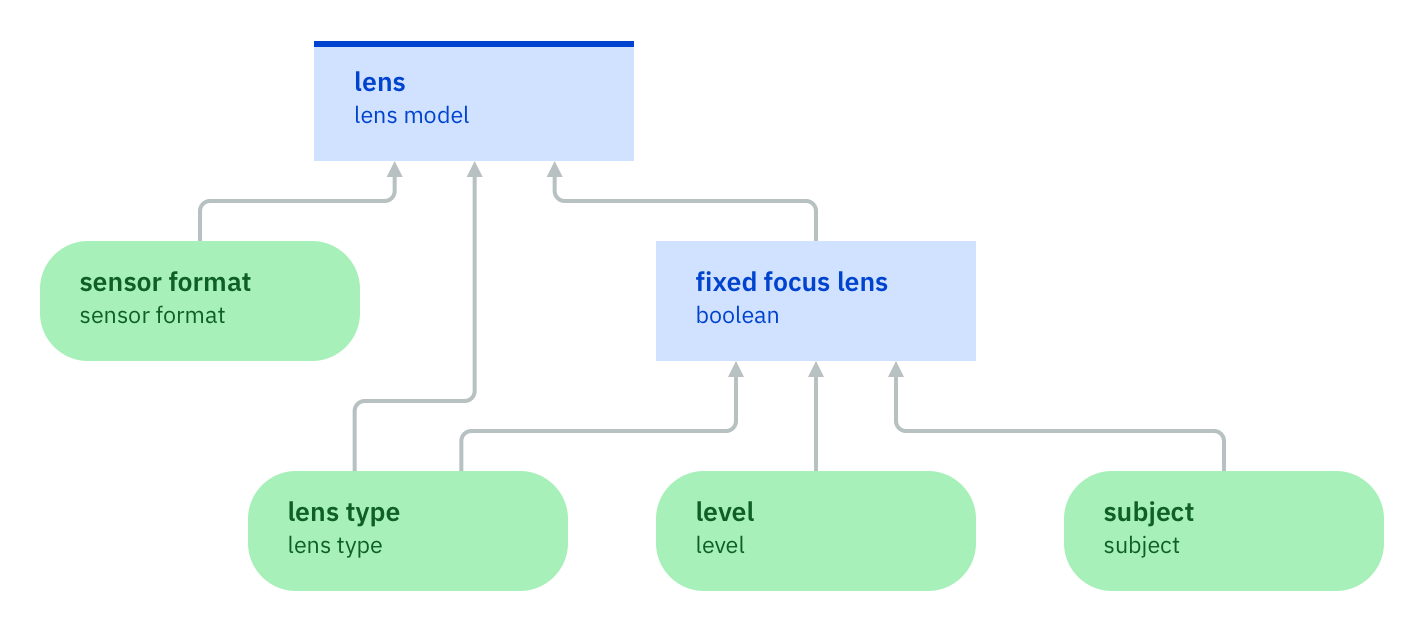 lens
lens model
sensor format
sensor format
fixed focus lens
boolean
lens type
lens type
level
level
subject
subject